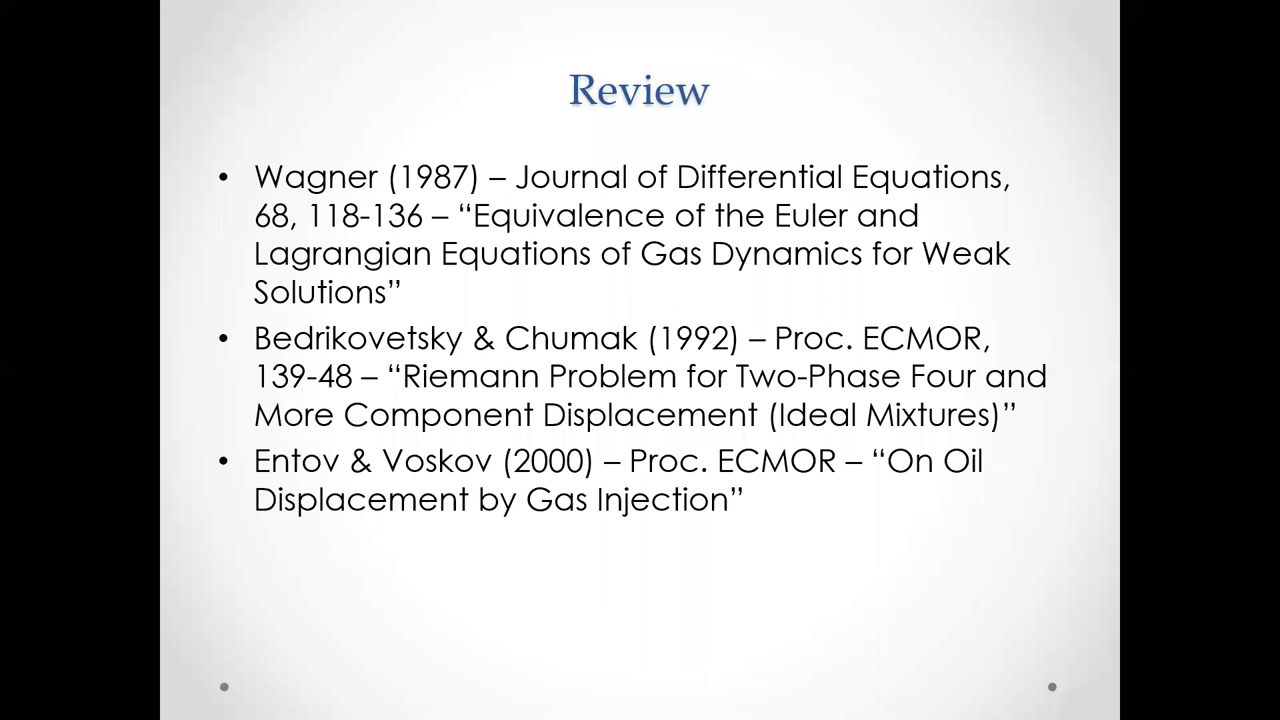 Review
• Wagner (1987) – Journal of Differential Equations,
68, 118-136 – “Equivalence of the Euler and
Lagrangian Equations of Gas Dynamics for Weak
Solutions”
• Bedrikovetsky & Chumak (1992) – Proc. ECMOR,
139-48 – “Riemann Problem for Two-Phase Four and
More Component Displacement (Ideal Mixtures)”
• Entov & Voskov (2000) – Proc. ECMOR – “On Oil
Displacement by Gas Injection”